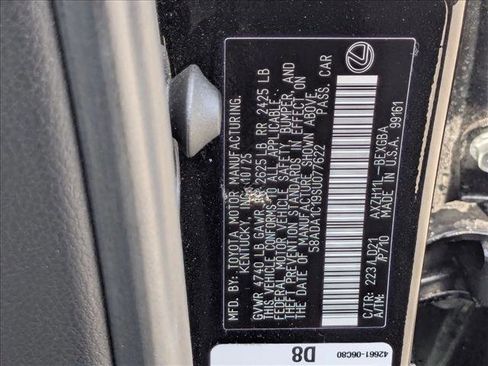 MFD. BY: TOYOTA MOTOR MANUFACTURING.
KENTUCKY, INC. 10/25
GVWR 4740 LB GAWR FR 2625 LB RR 2425 LB
THIS VEHICLE CONFORMS TO ALL APPLICABLE
FEDERAL MOTOR VEHICLE SAFETY, BUMPER, AND
THEFT PREVENTION STANDARDS IN EFFECT ON
THE DATE OF MANUFACTURE SHOWN ABOVE.
58ADA1C19SU077622 PASS. CAR
C/TR: 223/LD21 AXZH11L-BEXGBA
A/TM: /P710 MADE IN U.S.A. 99161
42661-06C80
D8